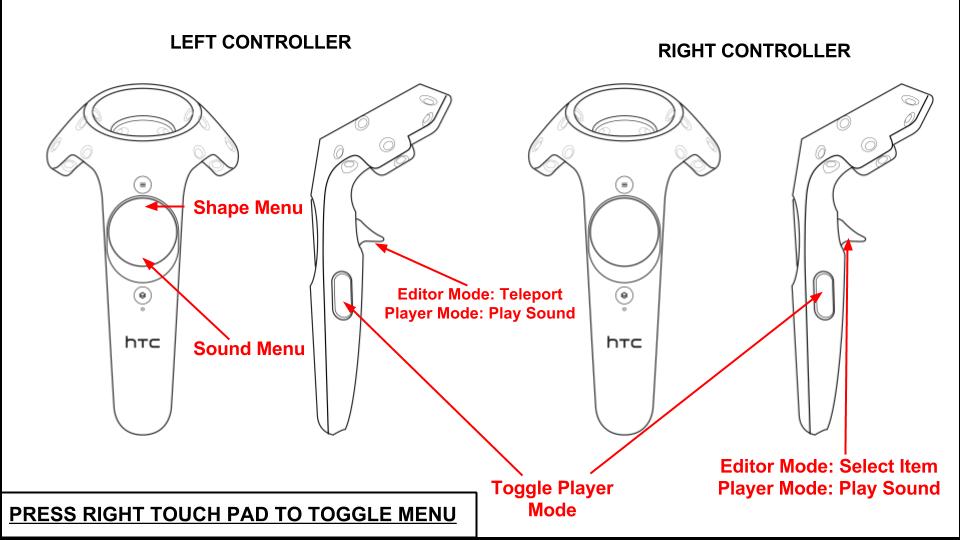 LEFT CONTROLLER
RIGHT CONTROLLER
Shape Menu
Editor Mode: Teleport
Player Mode: Play Sound
hTC
hTC
Sound Menu
Editor Mode: Select Item
Player Mode: Play Sound
Toggle Player
Mode
PRESS RIGHT TOUCH PAD TO TOGGLE MENU